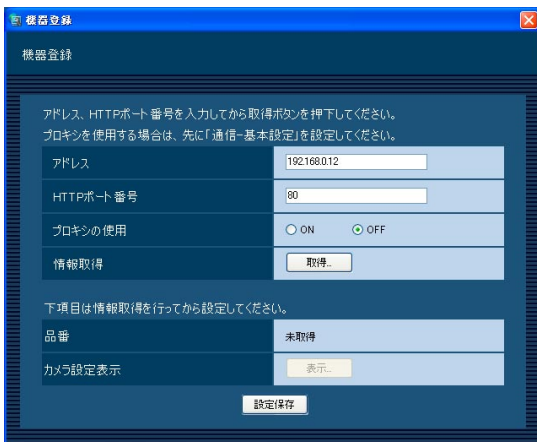 機器登録
機器登録
アドレス、HTTPポート番号を入力してから取得ボタンを押下してください。
プロキシを使用する場合は、先に「通信-基本設定」を設定してください。
アドレス 192.168.0.12
HTTPポート番号 80
プロキシの使用 ON OFF
情報取得 取得...
下項目は情報取得を行ってから設定してください。
品番 未取得
カメラ設定表示 表示...
設定保存